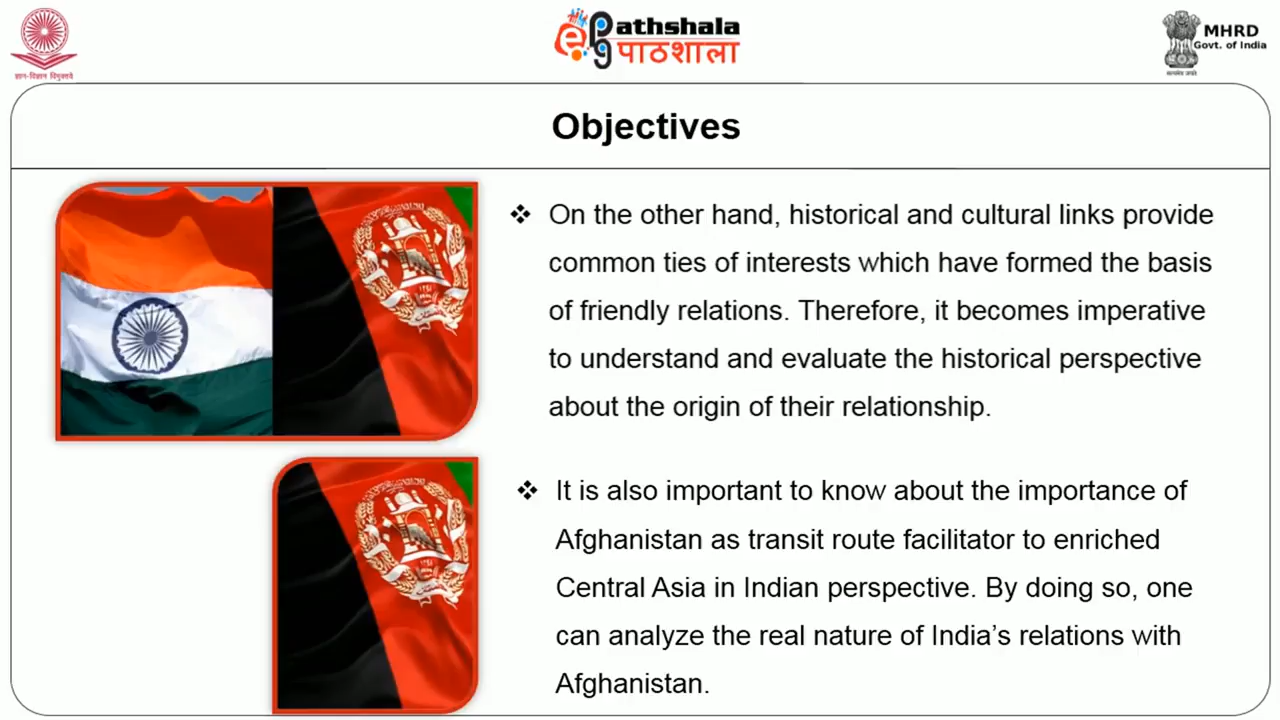 ज्ञान-विज्ञान विमुक्तये
ePathshala
पाठशाला
MHRD
Govt. of India
सत्यमेव जयते
Objectives
❖ On the other hand, historical and cultural links provide
common ties of interests which have formed the basis
of friendly relations. Therefore, it becomes imperative
to understand and evaluate the historical perspective
about the origin of their relationship.
❖ It is also important to know about the importance of
Afghanistan as transit route facilitator to enriched
Central Asia in Indian perspective. By doing so, one
can analyze the real nature of India’s relations with
Afghanistan.